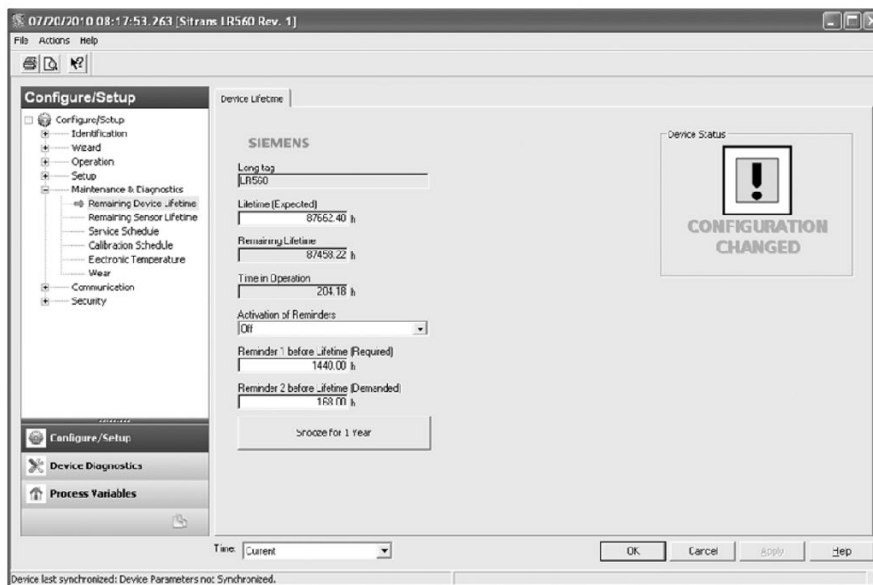 07/20/2010 08:17:53.263 [Sitrans LR560 Rev. 1]
File Actions Help
Configure/Setup
Configure/Setup
Identification
Wizard
Operation
Setup
Maintenance & Diagnostics
Remaining Device Lifetime
Remaining Sensor Lifetime
Service Schedule
Calibration Schedule
Electronic Temperature
Wear
Communication
Security
Configure/Setup
Device Diagnostics
Process Variables
Device Lifetime
SIEMENS
Long tag
LR560
Lifetime (Expected)
87662.40 h
Remaining Lifetime
87458.22 h
Time in Operation
204.18 h
Activation of Reminders
Off
Reminder 1 before Lifetime (Required)
1440.00 h
Reminder 2 before Lifetime (Demanded)
168.00 h
Snooze for 1 Year
Device Status
!
CONFIGURATION
CHANGED
Time: Current
OK Cancel Apply Help
Device last synchronized: Device Parameters not Synchronized.